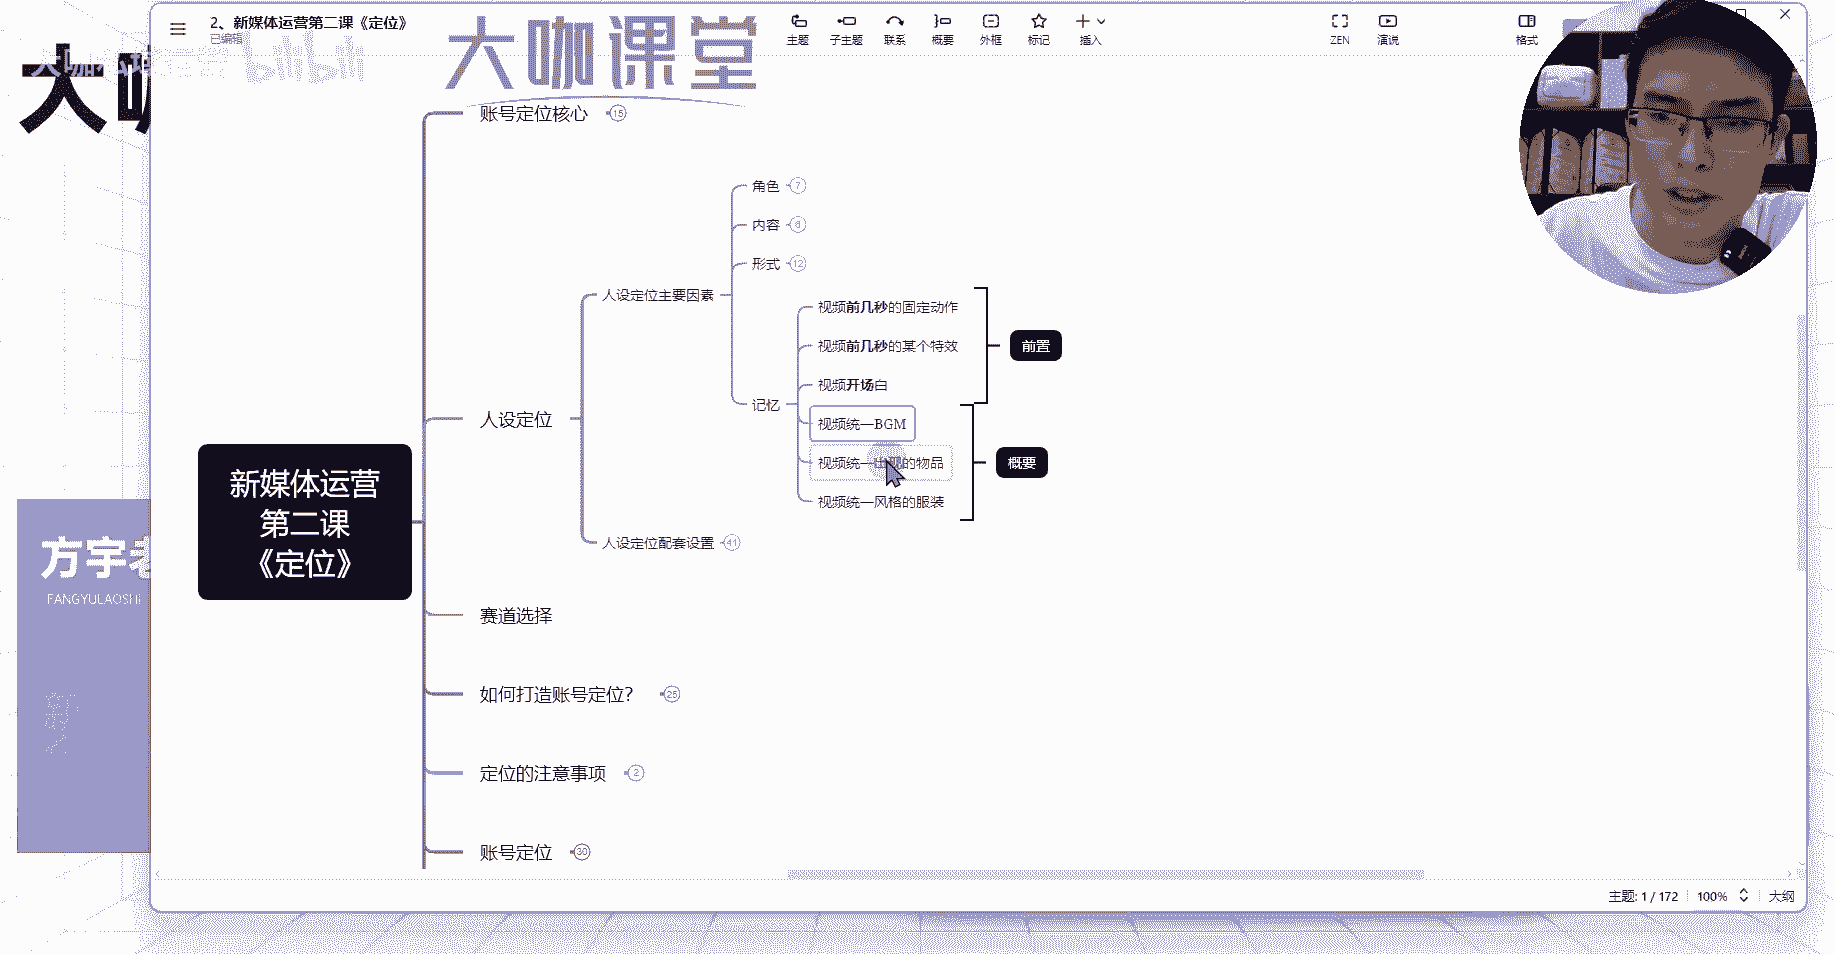 2、新媒体运营第二课《定位》
已编辑
bilibili
大咖课堂
主题
子主题
联系
概要
外框
标记
插入
ZEN
演说
格式
账号定位核心 15
角色 7
内容 6
形式 12
人设定位主要因素
视频前几秒的固定动作
视频前几秒的某个特效
前置
视频开场白
记忆
人设定位
视频统一BGM
视频统一出现的物品
概要
视频统一风格的服装
人设定位配套设置 41
新媒体运营
第二课
《定位》
方宇老
FANGYULAOSHI
赛道选择
如何打造账号定位? 25
定位的注意事项 2
账号定位 30
主题: 1 / 172
100%
大纲